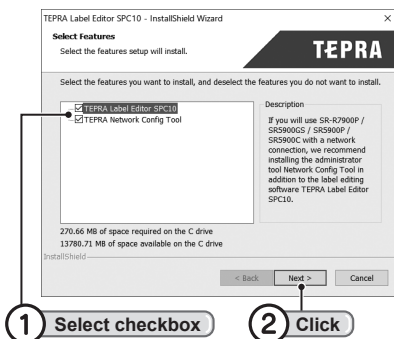 TEPRA Label Editor SPC10 - InstallShield Wizard
Select Features
Select the features setup will install.
TEPRA
Select the features you want to install, and deselect the features you do not want to install.
TEPRA Label Editor SPC10
TEPRA Network Config Tool
Description
If you will use SR-R7900P /
SR5900GS / SR5900P /
SR5900C with a network
connection, we recommend
installing the administrator
tool Network Config Tool in
addition to the label editing
software TEPRA Label Editor
SPC10.
270.66 MB of space required on the C drive
13780.71 MB of space available on the C drive
InstallShield
< Back
Next >
Cancel
1 Select checkbox
2 Click